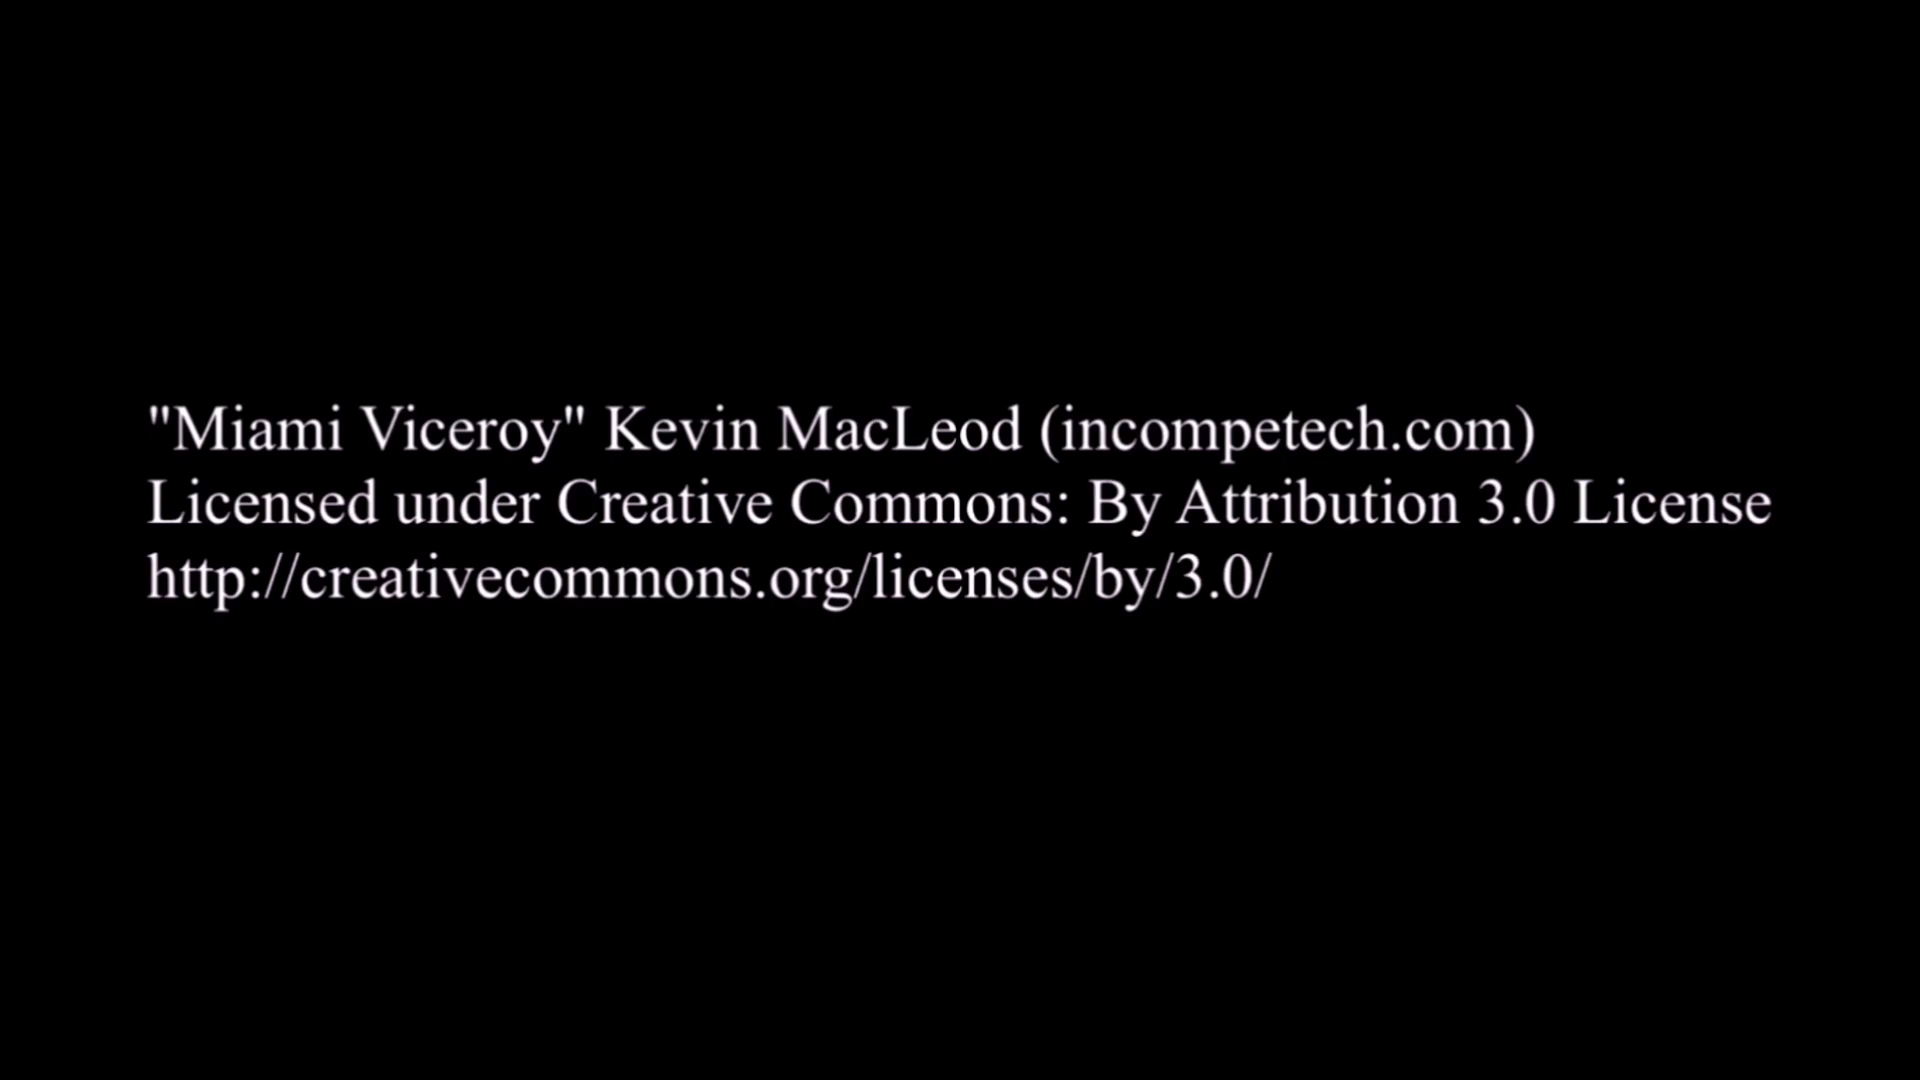 "Miami Viceroy" Kevin MacLeod (incompetech.com)
Licensed under Creative Commons: By Attribution 3.0 License
http://creativecommons.org/licenses/by/3.0/